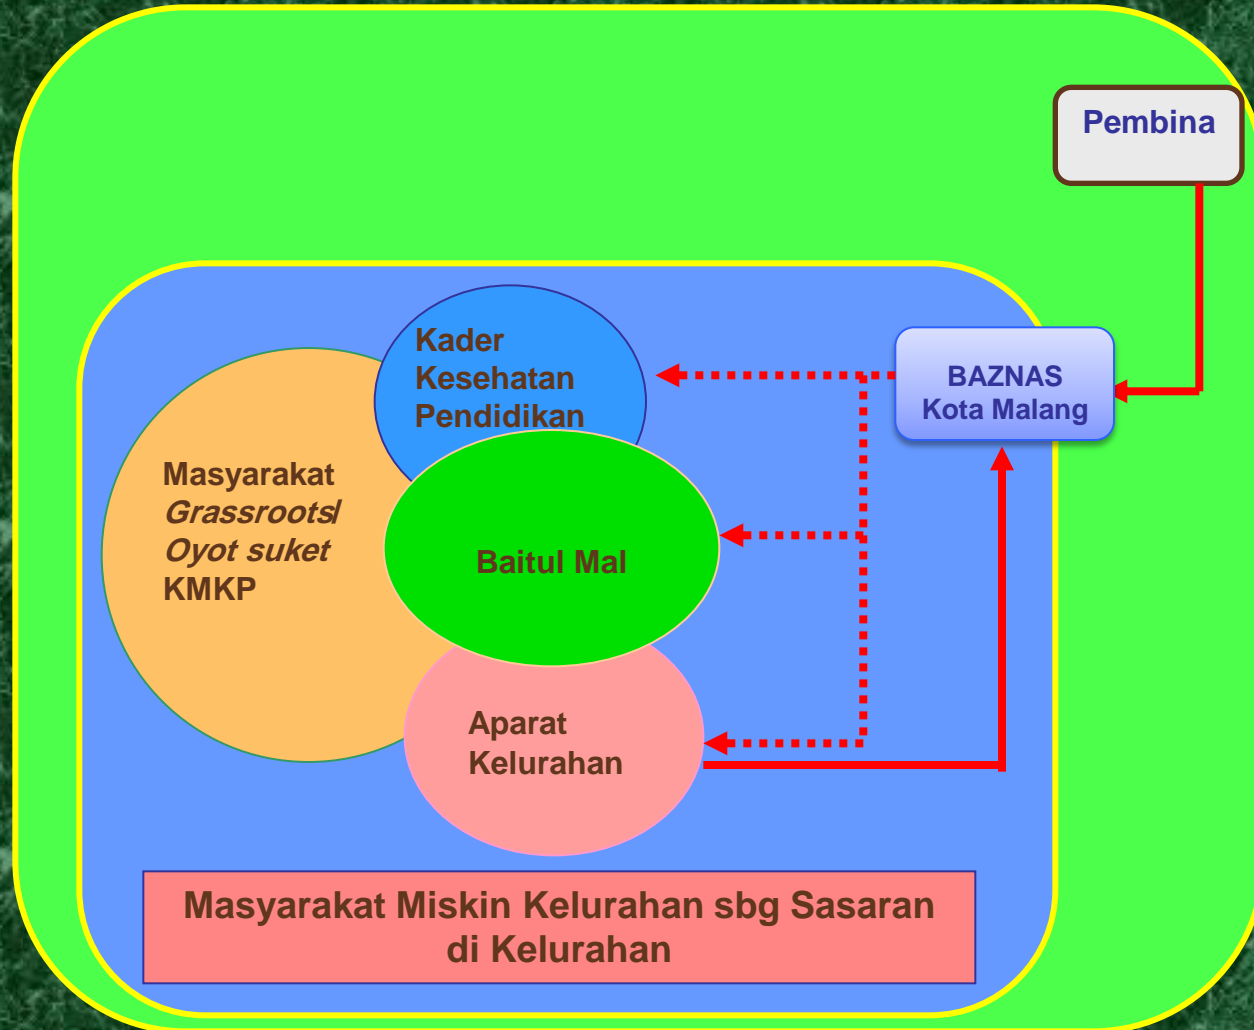 Pembina
Kader
Kesehatan
Pendidikan
BAZNAS
Kota Malang
Masyarakat
Grassroots/
Oyot suket
KMKP
Baitul Mal
Aparat
Kelurahan
Masyarakat Miskin Kelurahan sbg Sasaran
di Kelurahan